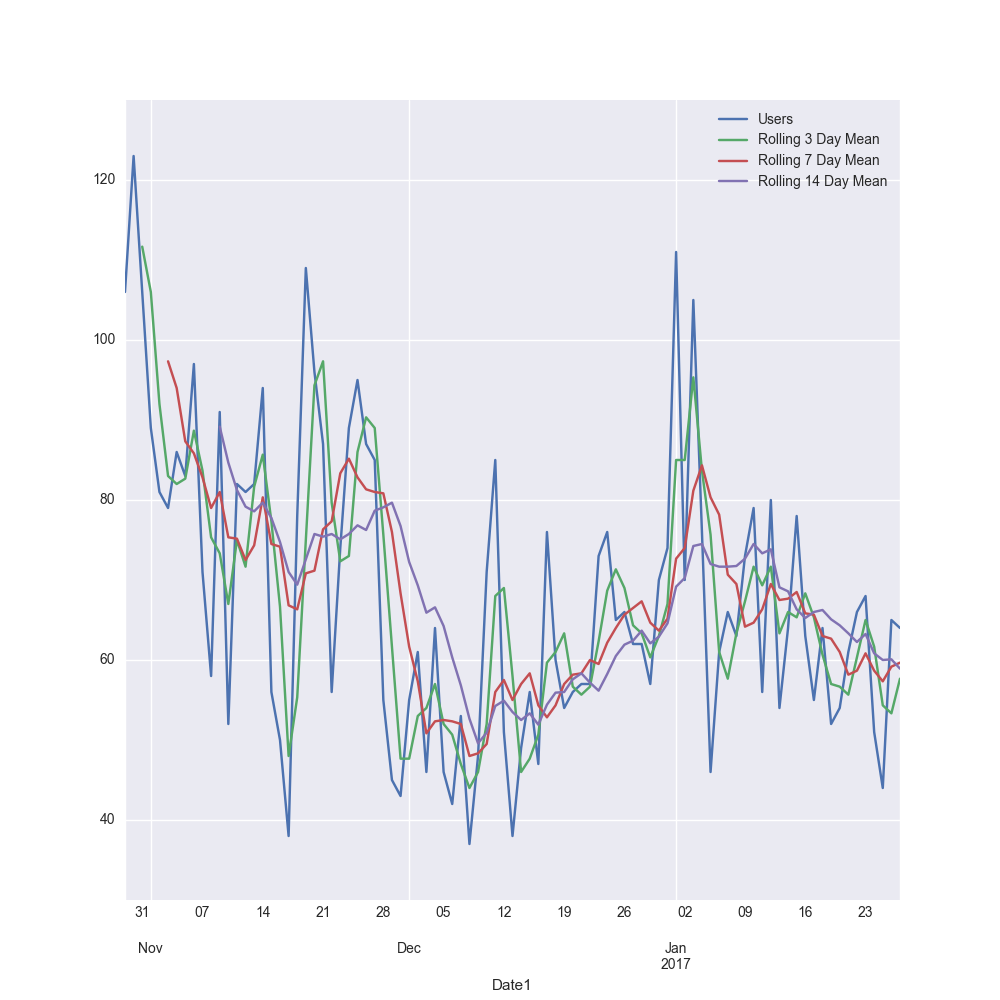 Users
Rolling 3 Day Mean
Rolling 7 Day Mean
Rolling 14 Day Mean
120
100
80
60
40
31 07 14 21 28 05 12 19 26 02 09 16 23
Nov Dec Jan
2017
Date1